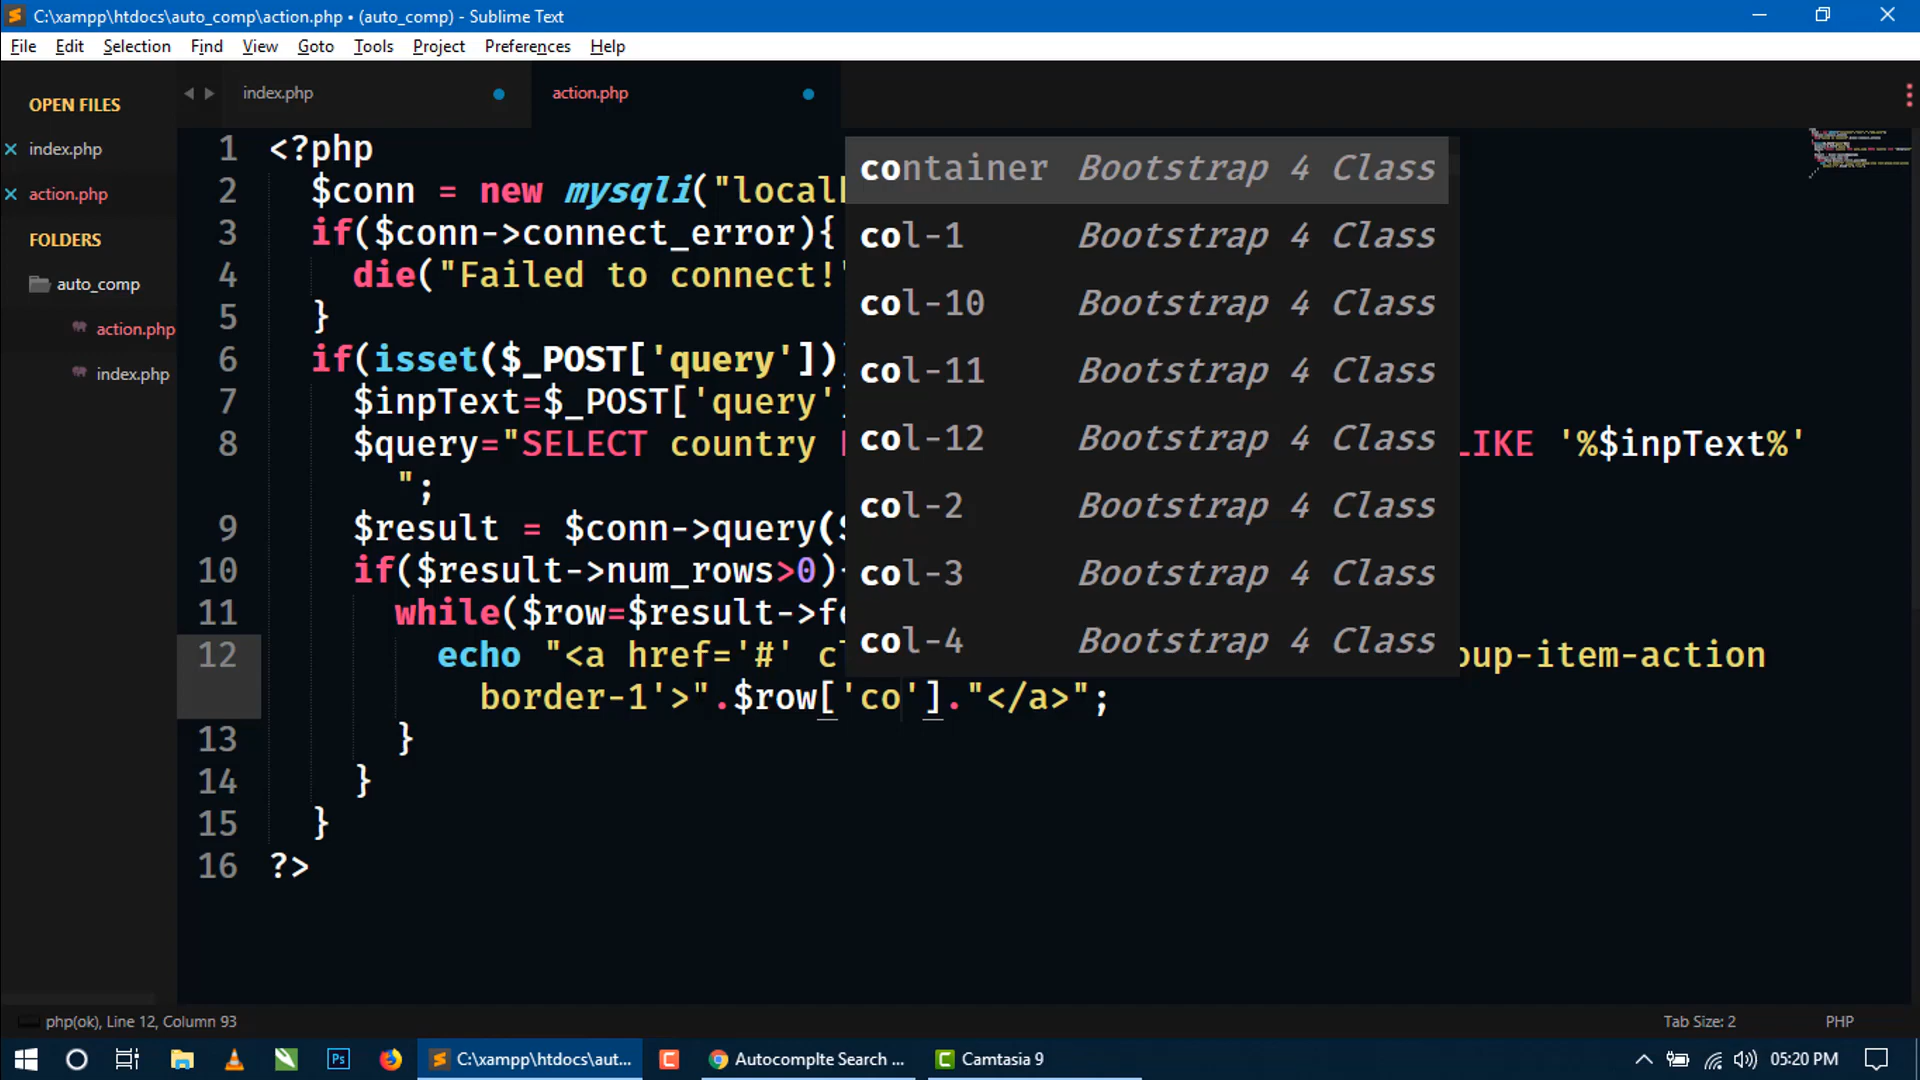 C:\xampp\htdocs\auto_comp\action.php • (auto_comp) - Sublime Text
File Edit Selection Find View Goto Tools Project Preferences Help
OPEN FILES
index.php
action.php
FOLDERS
auto_comp
action.php
index.php
index.php action.php
1 <?php
2 $conn = new mysqli("local
3 if($conn->connect_error){
4 die("Failed to connect!
5 }
6 if(isset($_POST['query'])
7 $inpText=$_POST['query'
8 $query="SELECT country LIKE '%$inpText%'
";
9 $result = $conn->query(
10 if($result->num_rows>0){
11 while($row=$result->fe
12 echo "<a href='#' cl oup-item-action
border-1'>".$row['co']."</a>";
13 }
14 }
15 }
16 ?>
container Bootstrap 4 Class
col-1 Bootstrap 4 Class
col-10 Bootstrap 4 Class
col-11 Bootstrap 4 Class
col-12 Bootstrap 4 Class
col-2 Bootstrap 4 Class
col-3 Bootstrap 4 Class
col-4 Bootstrap 4 Class
php(ok), Line 12, Column 93 Tab Size: 2 PHP
C:\xampp\htdocs\aut... Autocomplte Search ... Camtasia 9 05:20 PM